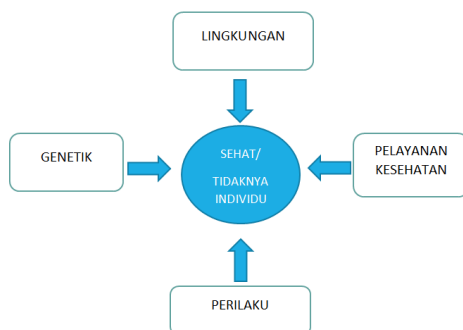 LINGKUNGAN
GENETIK
SEHAT/
TIDAKNYA
INDIVIDU
PELAYANAN
KESEHATAN
PERILAKU